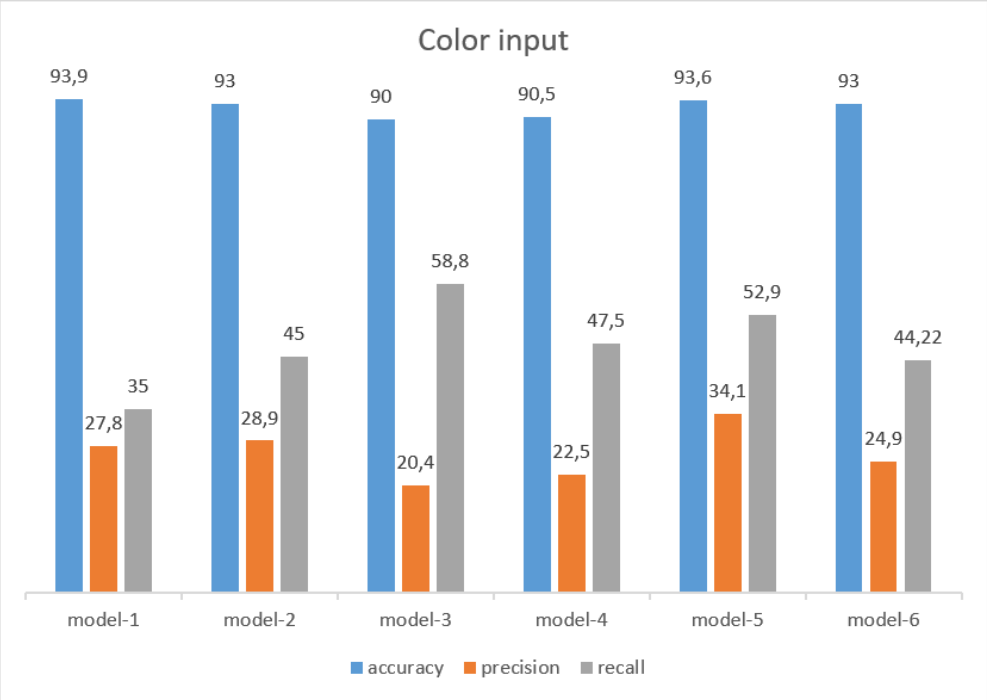 Color input
93,9 93 90 90,5 93,6 93
27,8 28,9 20,4 22,5 34,1 24,9
35 45 58,8 47,5 52,9 44,22
model-1 model-2 model-3 model-4 model-5 model-6
accuracy precision recall